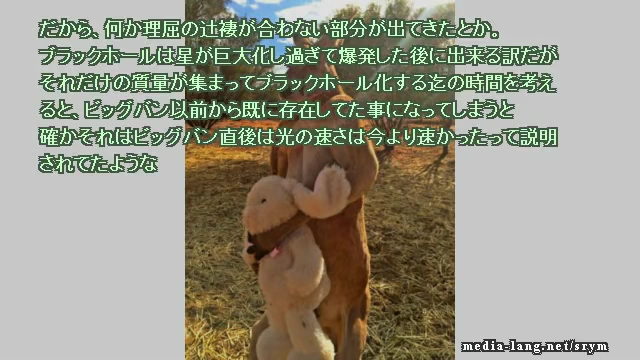 だから、何か理屈の辻褄が合わない部分が出てきたとか。
ブラックホールは星が巨大化し過ぎて爆発した後に出来る訳だが
それだけの質量が集まってブラックホール化する迄の時間を考え
ると、ビッグバン以前から既に存在してた事になってしまうと
確かそれはビッグバン直後は光の速さは今より速かったって説明
されてたような
media-lang.net/srym